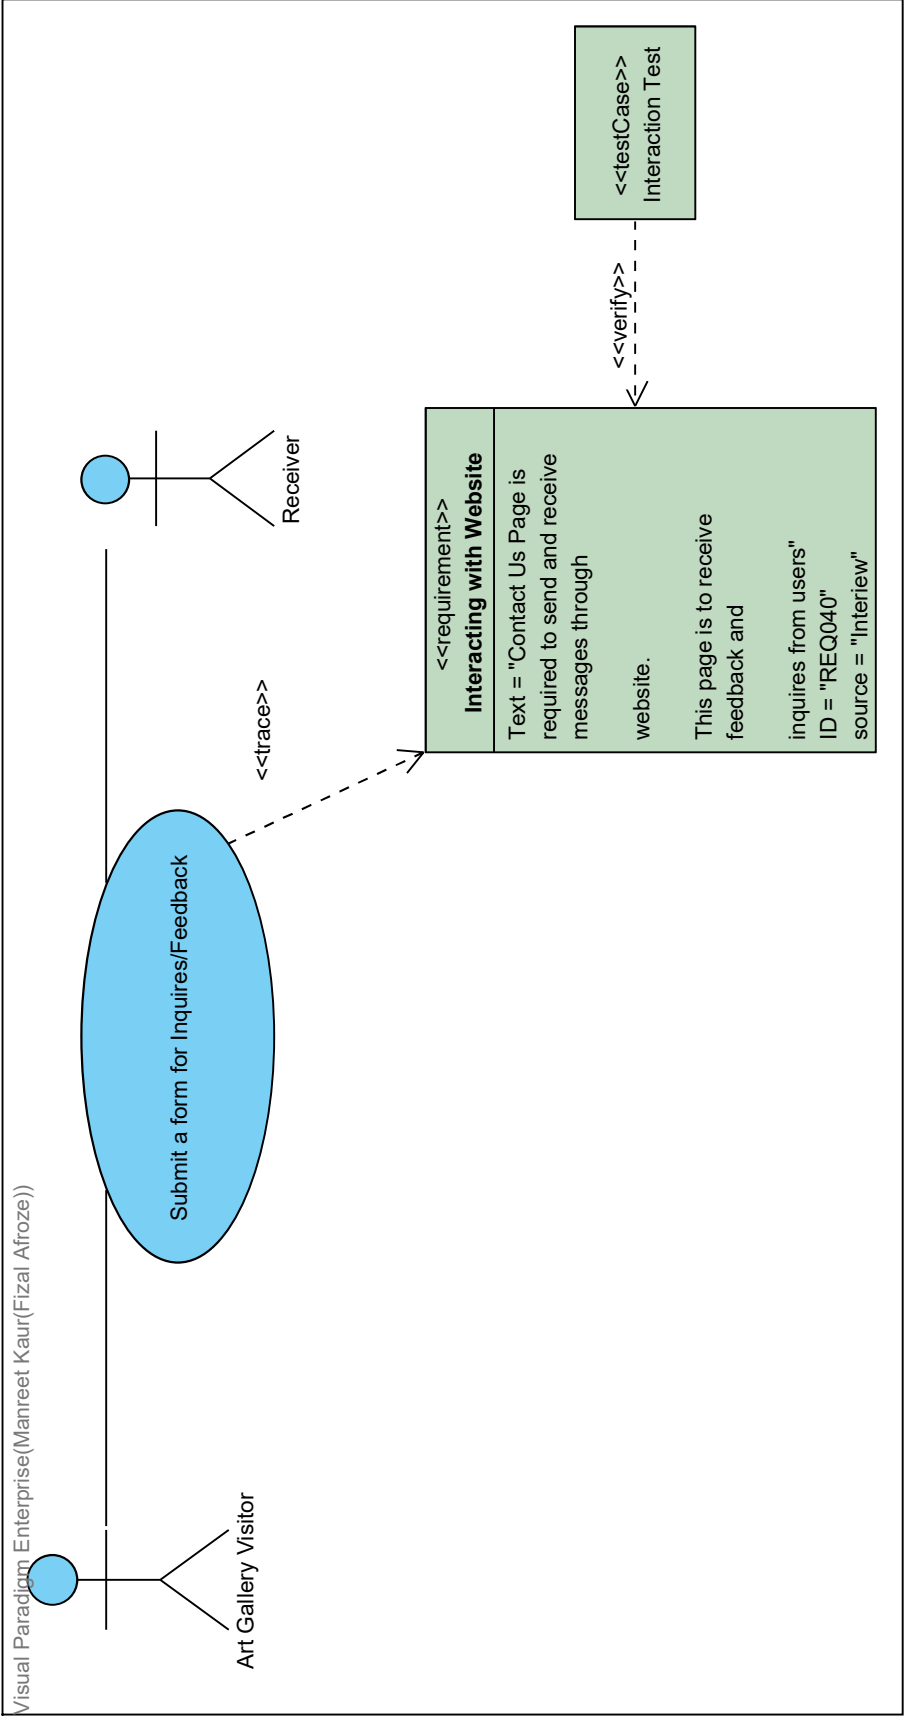 Visual Paradigm Enterprise(Manreet Kaur(Fizal Afroze))
Art Gallery Visitor
Submit a form for Inquires/Feedback
Receiver
<<trace>>
<<requirement>>
Interacting with Website
Text = "Contact Us Page is
required to send and receive
messages through
website.
This page is to receive
feedback and
inquires from users"
ID = "REQ040"
source = "Interiew"
<<verify>>
<<testCase>>
Interaction Test